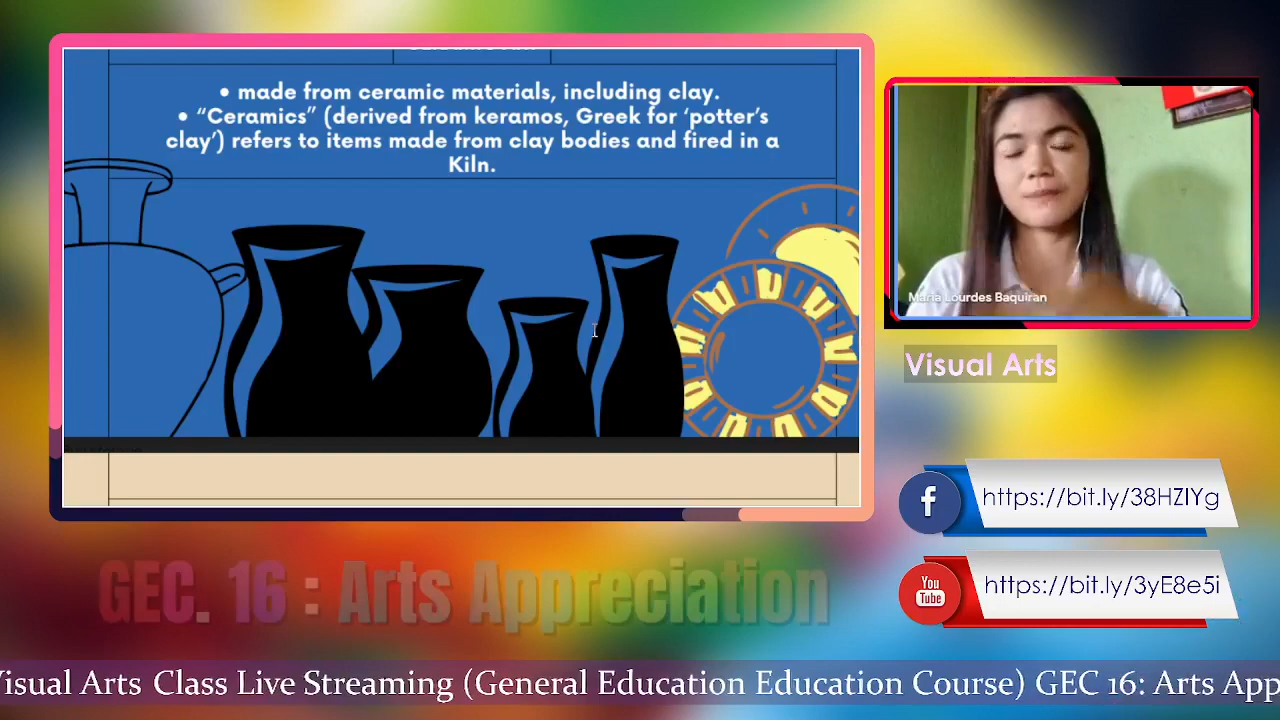 • made from ceramic materials, including clay.
• “Ceramics” (derived from keramos, Greek for ‘potter’s
clay’) refers to items made from clay bodies and fired in a
Kiln.
Maria Lourdes Baquiran
Visual Arts
https://bit.ly/38HZIYg
You
Tube
https://bit.ly/3yE8e5i
GEC. 16 : Arts Appreciation
Visual Arts Class Live Streaming (General Education Education Course) GEC 16: Arts App